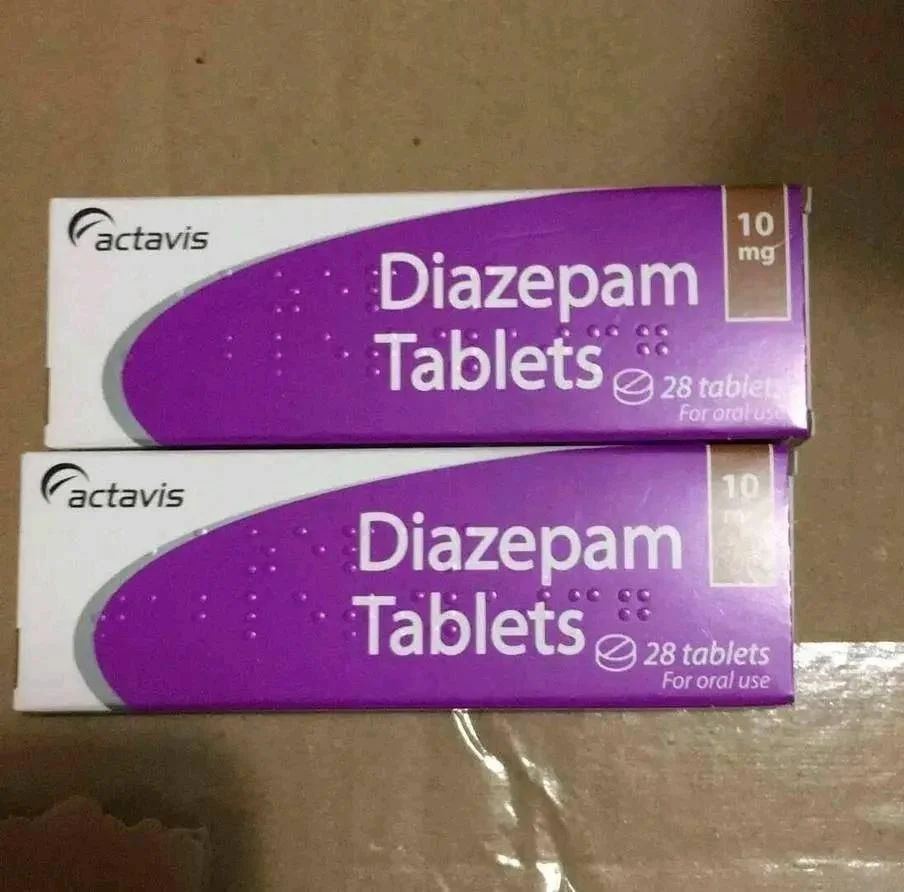 actavis
10
mg
Diazepam
Tablets
28 tablets
For oral use
actavis
10
Diazepam
Tablets
28 tablets
For oral use